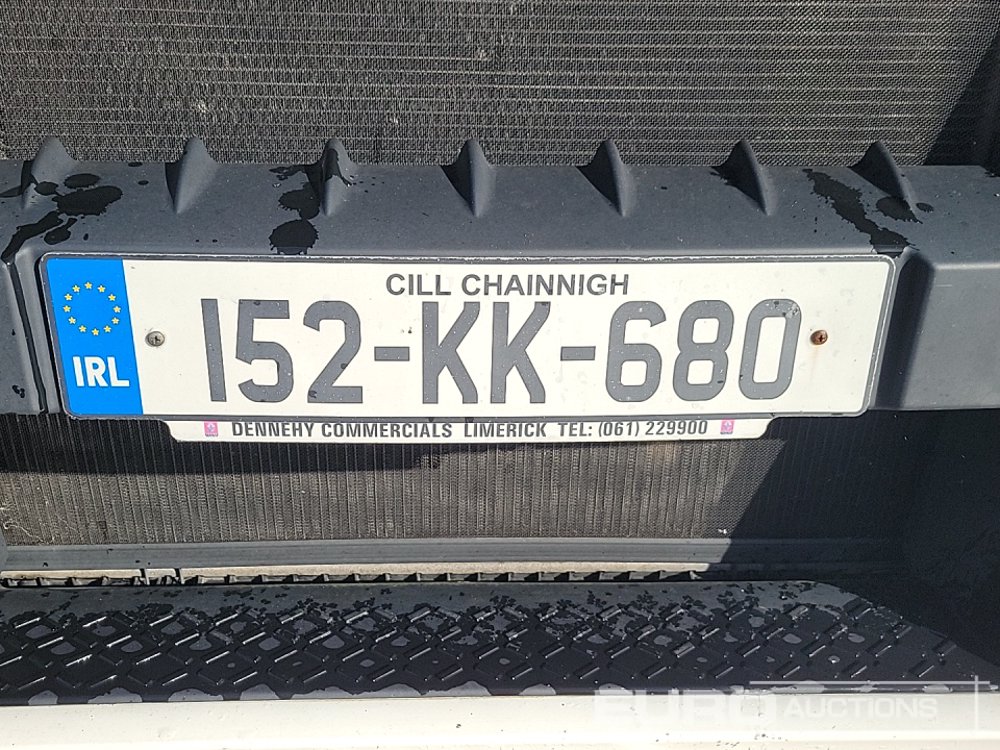 CILL CHAINNIGH
IRL 152-KK-680
DENNEHY COMMERCIALS LIMERICK TEL: (061) 229900
EURO AUCTIONS